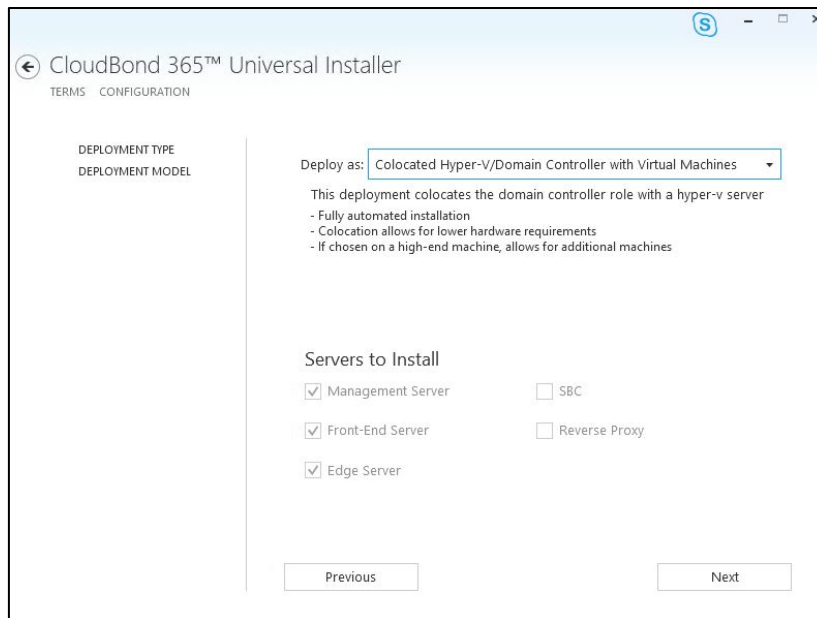 S
CloudBond 365™ Universal Installer
TERMS CONFIGURATION
DEPLOYMENT TYPE
DEPLOYMENT MODEL
Deploy as: Colocated Hyper-V/Domain Controller with Virtual Machines
This deployment colocates the domain controller role with a hyper-v server
- Fully automated installation
- Colocation allows for lower hardware requirements
- If chosen on a high-end machine, allows for additional machines
Servers to Install
Management Server
SBC
Front-End Server
Reverse Proxy
Edge Server
Previous
Next